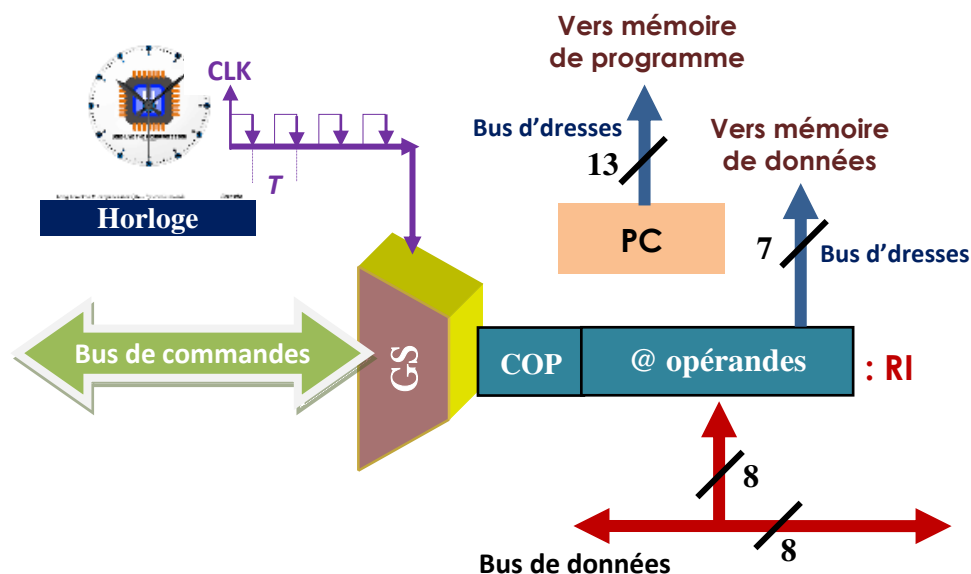 Vers mémoire
de programme
CLK
Bus d'dresses
13
Vers mémoire
de données
T
Horloge
PC
7
Bus d'dresses
Bus de commandes
GS
COP
@ opérandes
: RI
8
8
Bus de données